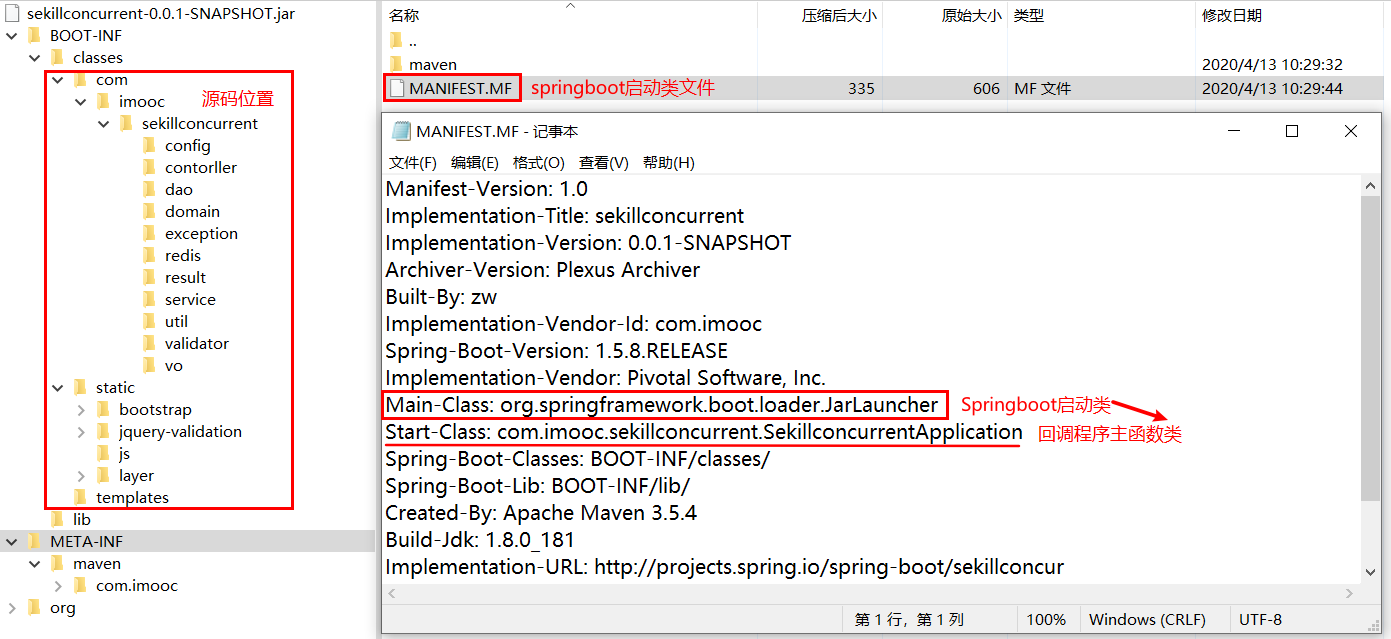 sekillconcurrent-0.0.1-SNAPSHOT.jar
BOOT-INF
classes
com
imooc 源码位置
sekillconcurrent
config
contorller
dao
domain
exception
redis
result
service
util
validator
vo
static
bootstrap
jquery-validation
js
layer
templates
lib
META-INF
maven
com.imooc
org
名称 压缩后大小 原始大小 类型 修改日期
..
maven 2020/4/13 10:29:32
MANIFEST.MF springboot启动类文件 335 606 MF 文件 2020/4/13 10:29:44
MANIFEST.MF - 记事本
文件(F) 编辑(E) 格式(O) 查看(V) 帮助(H)
Manifest-Version: 1.0
Implementation-Title: sekillconcurrent
Implementation-Version: 0.0.1-SNAPSHOT
Archiver-Version: Plexus Archiver
Built-By: zw
Implementation-Vendor-Id: com.imooc
Spring-Boot-Version: 1.5.8.RELEASE
Implementation-Vendor: Pivotal Software, Inc.
Main-Class: org.springframework.boot.loader.JarLauncher Springboot启动类
Start-Class: com.imooc.sekillconcurrent.SekillconcurrentApplication 回调程序主函数类
Spring-Boot-Classes: BOOT-INF/classes/
Spring-Boot-Lib: BOOT-INF/lib/
Created-By: Apache Maven 3.5.4
Build-Jdk: 1.8.0_181
Implementation-URL: http://projects.spring.io/spring-boot/sekillconcur
第 1 行，第 1 列 100% Windows (CRLF) UTF-8